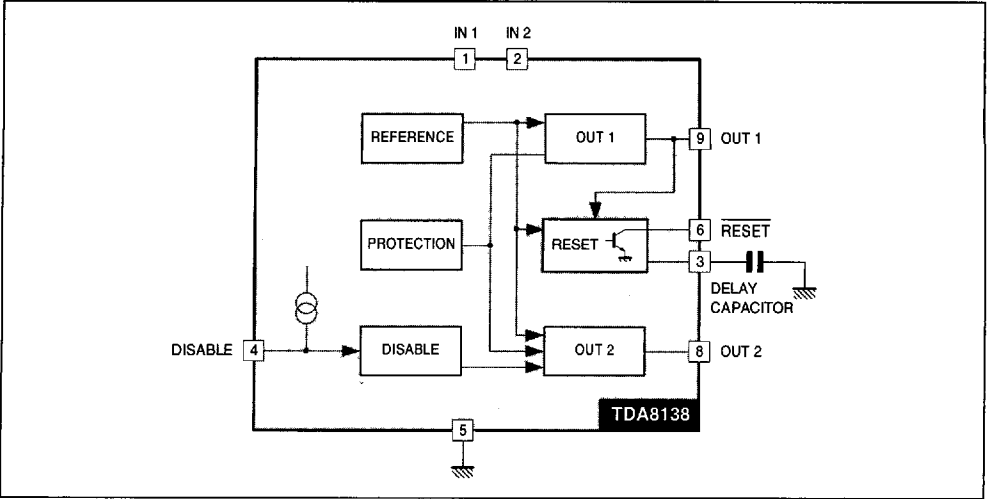 IN 1 IN 2
1 2
REFERENCE
OUT 1
9 OUT 1
PROTECTION
RESET
6 RESET
3
DELAY
CAPACITOR
DISABLE 4
DISABLE
OUT 2
8 OUT 2
TDA8138
5